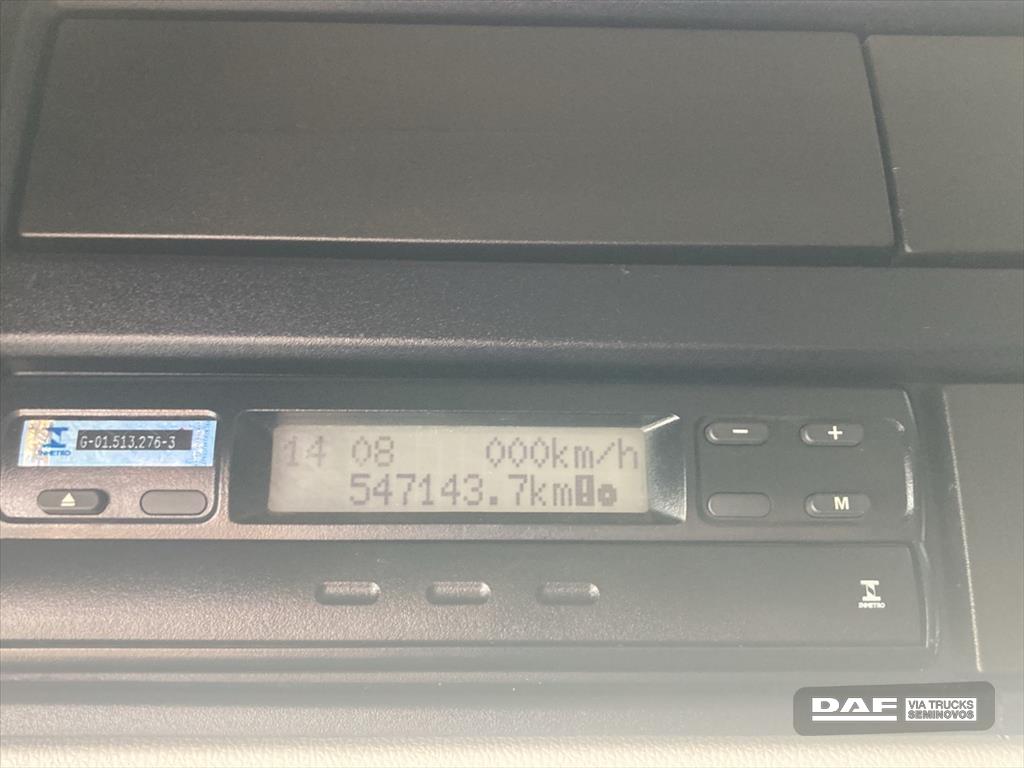 INMETRO
G-01.513.276-3
14 08 000km/h
547143.7km!
- +
M
INMETRO
DAF VIA TRUCKS
SEMINOVOS